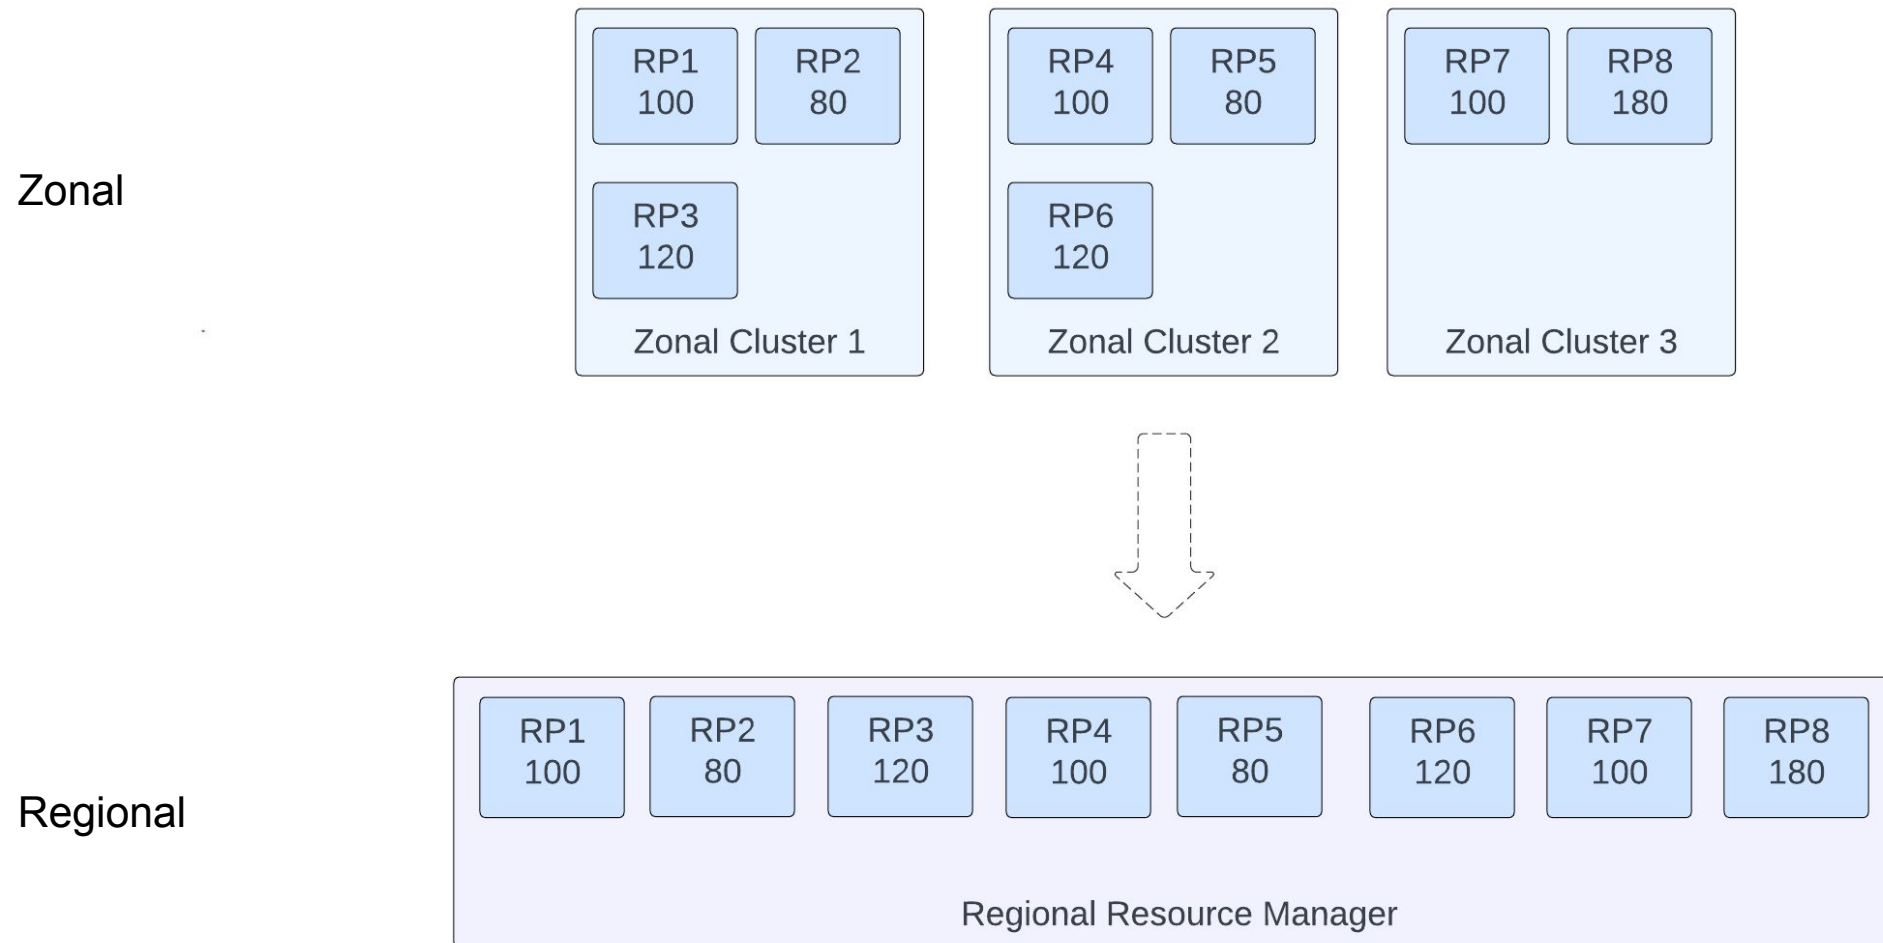 Zonal
RP1
100
RP2
80
RP3
120
Zonal Cluster 1
RP4
100
RP5
80
RP6
120
Zonal Cluster 2
RP7
100
RP8
180
Zonal Cluster 3
Regional
RP1
100
RP2
80
RP3
120
RP4
100
RP5
80
RP6
120
RP7
100
RP8
180
Regional Resource Manager